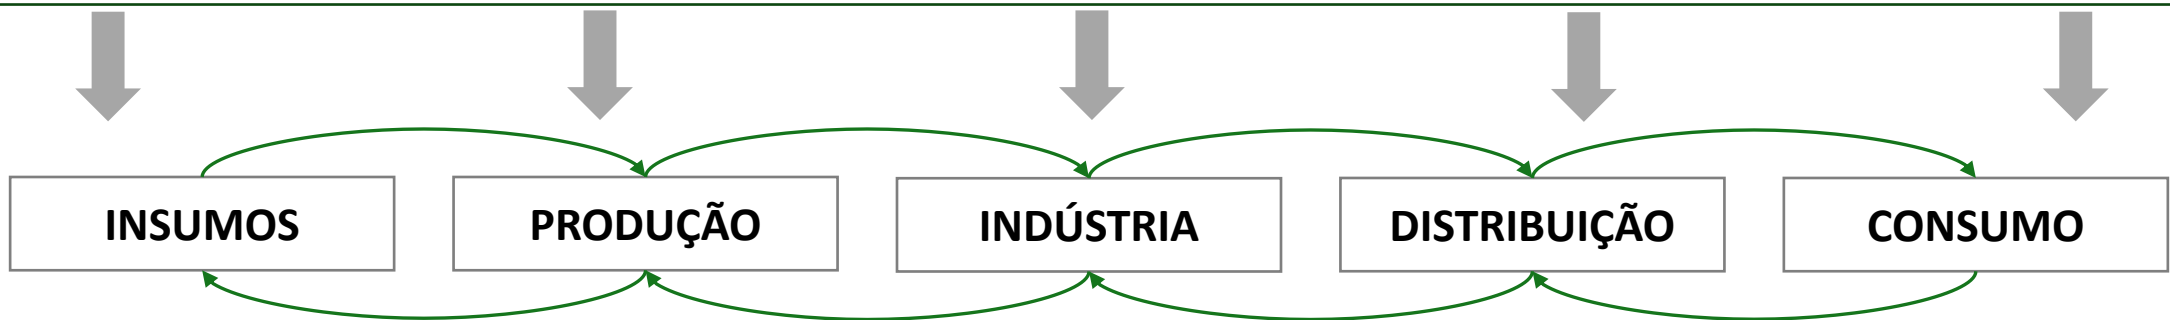 INSUMOS
PRODUÇÃO
INDÚSTRIA
DISTRIBUIÇÃO
CONSUMO